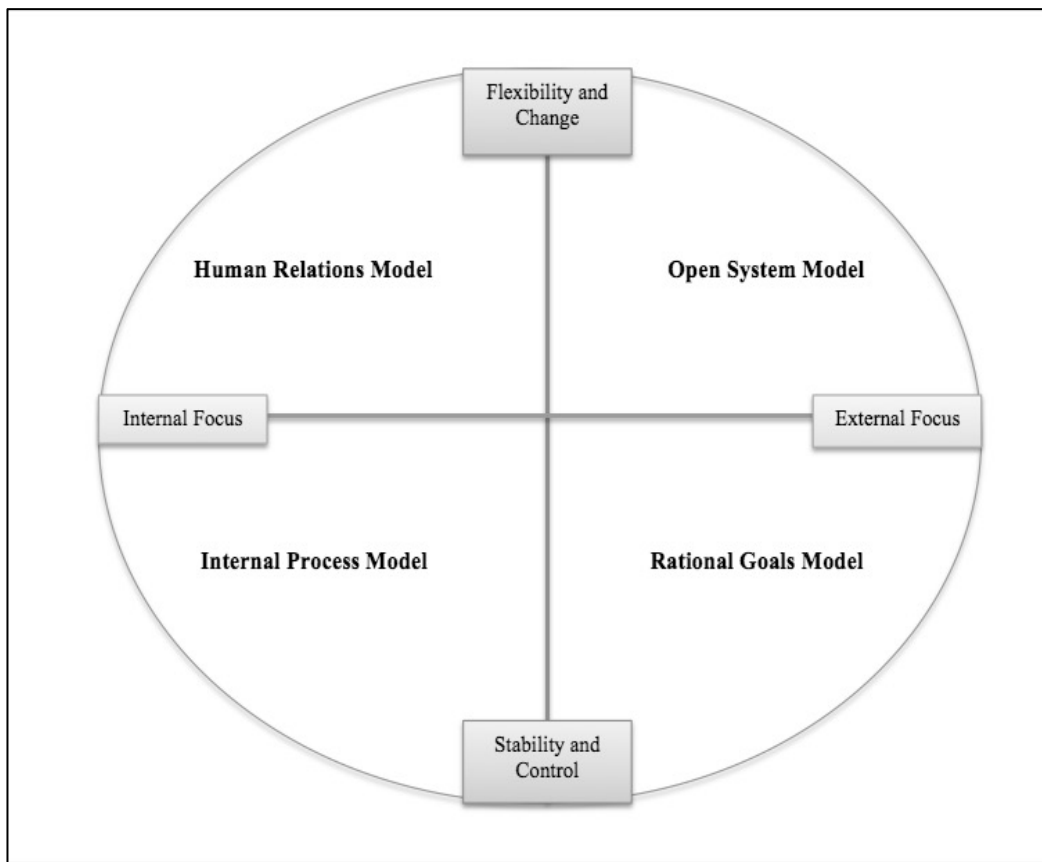 Flexibility and
Change
Human Relations Model
Open System Model
Internal Focus
External Focus
Internal Process Model
Rational Goals Model
Stability and
Control